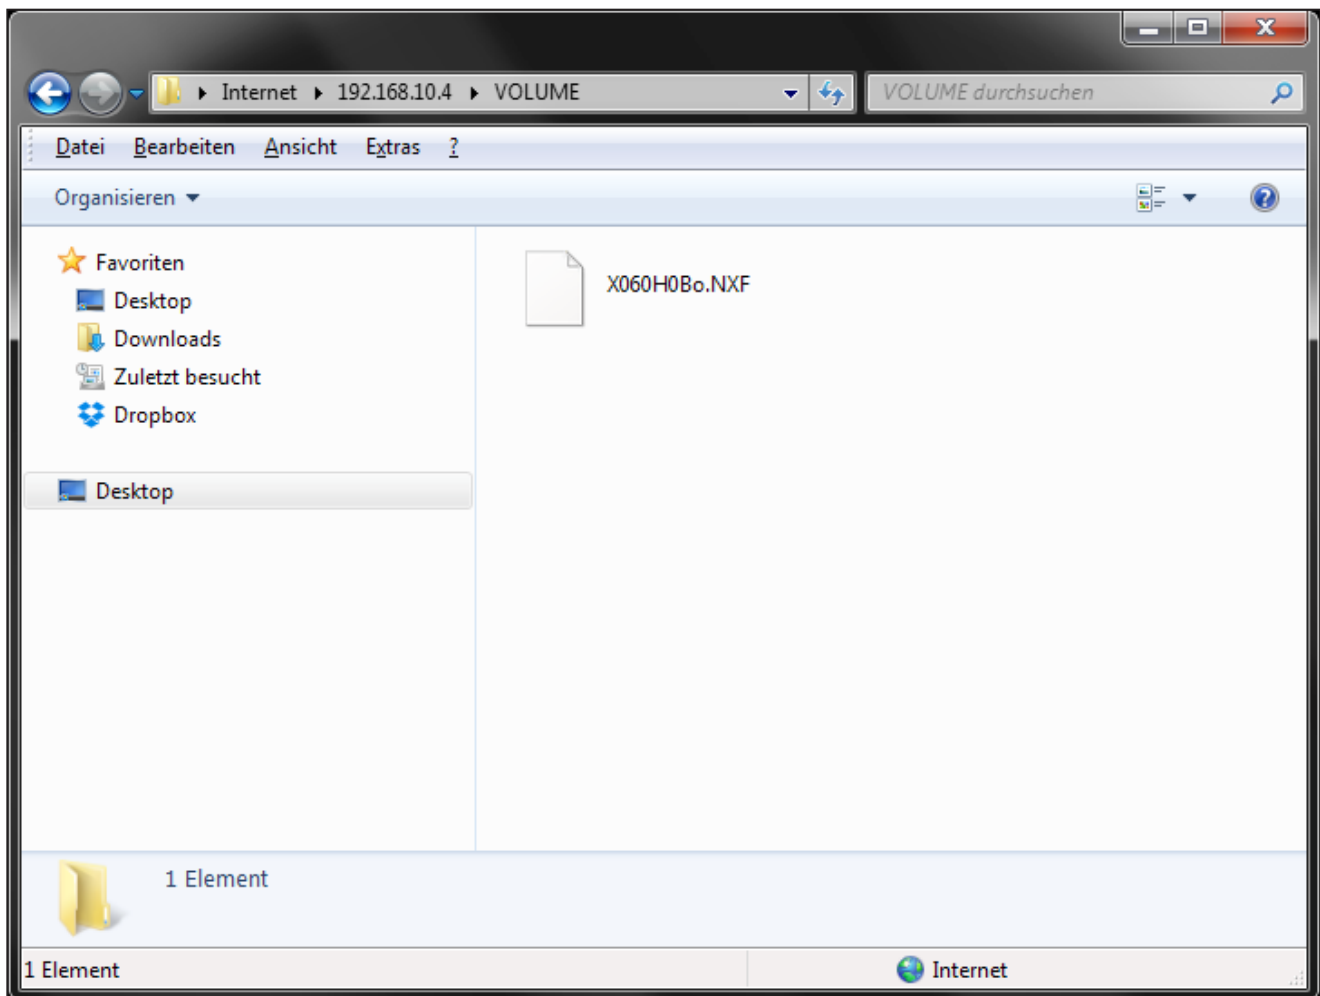 Internet 192.168.10.4 VOLUME
VOLUME durchsuchen
Datei Bearbeiten Ansicht Extras ?
Organisieren
Favoriten
Desktop
Downloads
Zuletzt besucht
Dropbox
Desktop
X060H0Bo.NXF
1 Element
1 Element
Internet